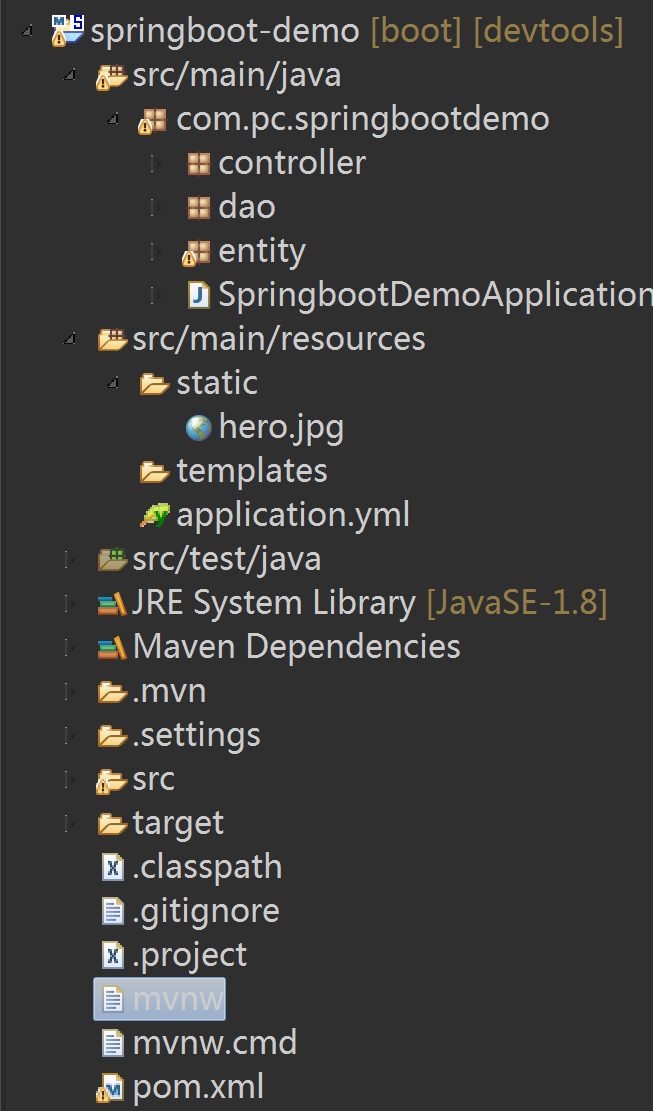 springboot-demo [boot] [devtools]
src/main/java
com.pc.springbootdemo
controller
dao
entity
SpringbootDemoApplication
src/main/resources
static
hero.jpg
templates
application.yml
src/test/java
JRE System Library [JavaSE-1.8]
Maven Dependencies
.mvn
.settings
src
target
.classpath
.gitignore
.project
mvnw
mvnw.cmd
pom.xml